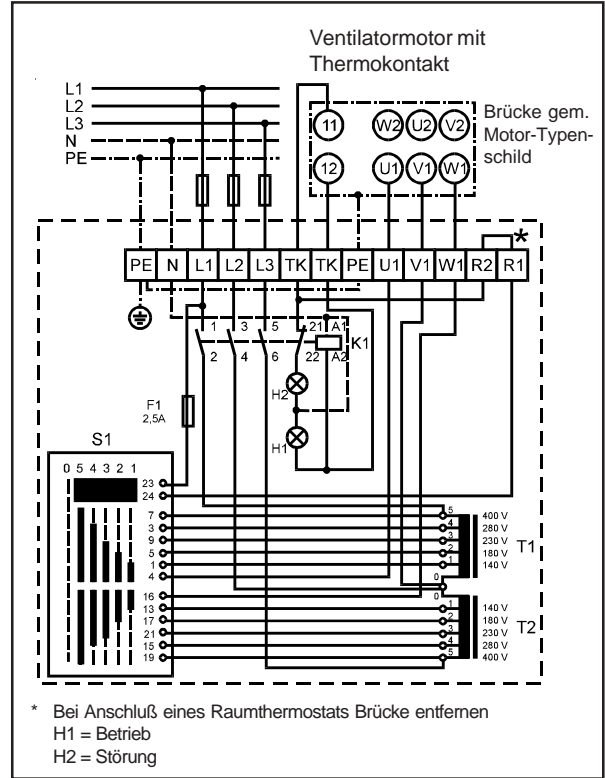 Ventilatormotor mit
Thermokontakt
L1
L2
L3
N
PE
11 W2 U2 V2
12 U1 V1 W1
Brücke gem.
Motor-Typen-
schild
*
PE N L1 L2 L3 TK TK PE U1 V1 W1 R2 R1
1 3 5 21 A1
2 4 6 22 A2
K1
H2
H1
F1
2,5A
S1
0 5 4 3 2 1
23
24
7
3
9
5
1
4
16
13
17
21
15
19
5 400 V
4 280 V
3 230 V
2 180 V
1 140 V
0
T1
0
1 140 V
2 180 V
3 230 V
4 280 V
5 400 V
T2
* Bei Anschluß eines Raumthermostats Brücke entfernen
H1 = Betrieb
H2 = Störung